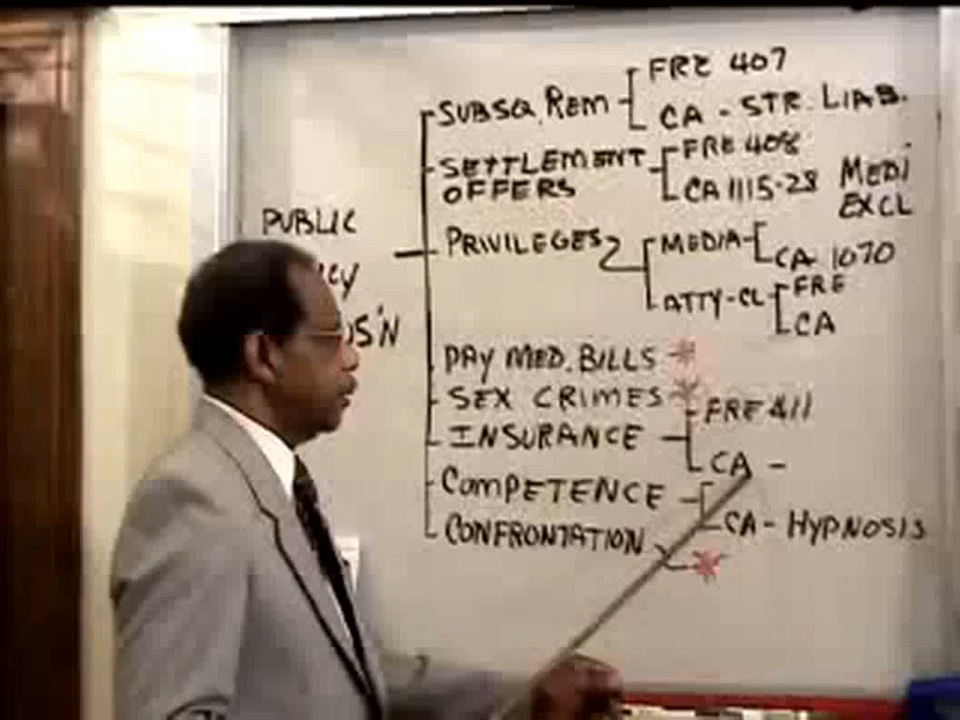 PUBLIC
SUBSQ. REM
FRE 407
CA - STR. LIAB.
SETTLEMENT
OFFERS
FRE 408
CA 1115-28
MEDI
EXCL
PRIVILEGES
MEDIA
CA 1070
ATTY-CL
FRE
CA
PAY MED. BILLS
SEX CRIMES
INSURANCE
FRE 411
CA -
COMPETENCE
CA - HYPNOSIS
CONFRONTATION